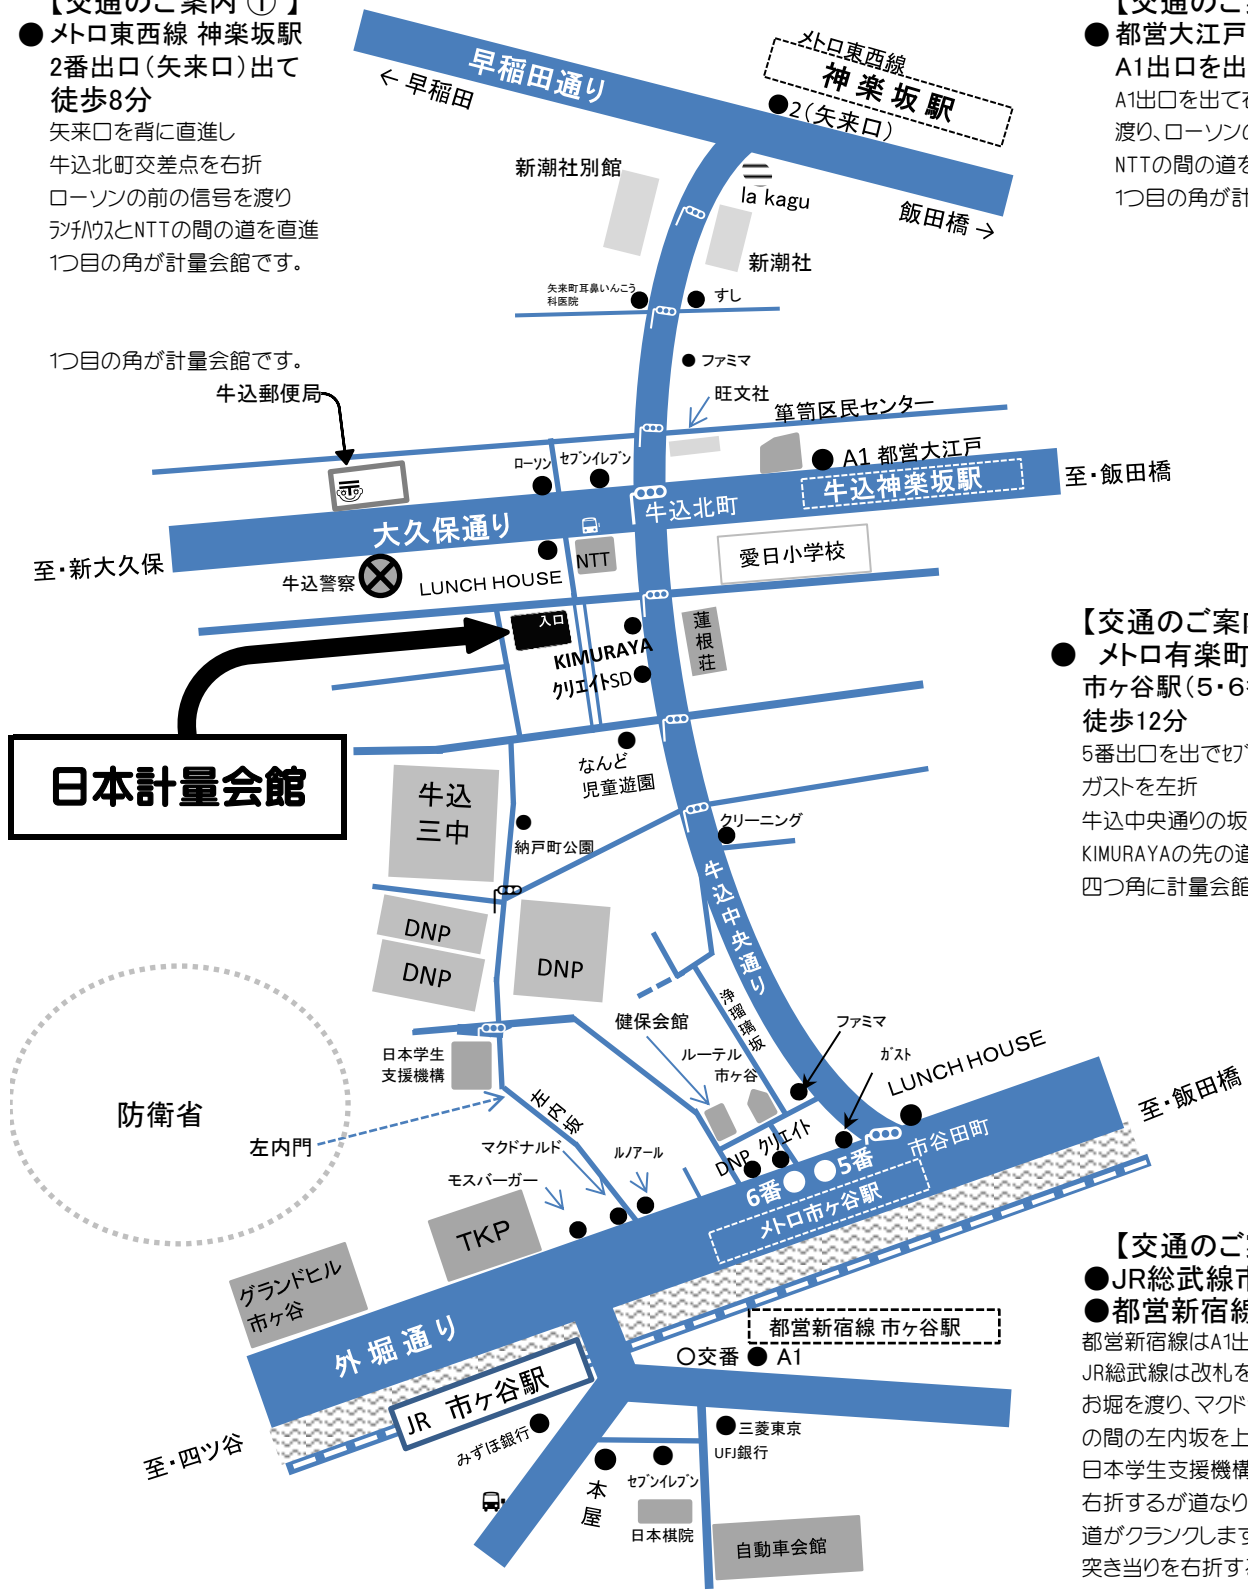 【交通のご案内 ① 】
● メトロ東西線 神楽坂駅
2番出口（矢来口）出て
徒歩8分
矢来口を背に直進し
牛込北町交差点を右折
ローソンの前の信号を渡り
ﾗﾝﾁﾊｳｽとNTTの間の道を直進
1つ目の角が計量会館です。
1つ目の角が計量会館です。
牛込郵便局
早稲田通り
← 早稲田
メトロ東西線
神楽坂駅
2（矢来口）
飯田橋 →
新潮社別館
la kagu
新潮社
矢来町耳鼻いんこう
科医院
すし
ファミマ
旺文社
箪笥区民センター
ローソン
セブンイレブン
A1 都営大江戸
牛込神楽坂駅
至・飯田橋
牛込北町
大久保通り
至・新大久保
牛込警察
LUNCH HOUSE
NTT
愛日小学校
入口
KIMURAYA
クリエイトSD
蓮根荘
日本計量会館
なんど
児童遊園
牛込
三中
納戸町公園
クリーニング
牛込中央通り
DNP
DNP
DNP
浄瑠璃坂
健保会館
ルーテル
市ヶ谷
ファミマ
ｶﾞｽﾄ
LUNCH HOUSE
至・飯田橋
日本学生
支援機構
防衛省
左内門
左内坂
マクドナルド
ルノアール
モスバーガー
DNP
クリエイト
6番
5番
市谷田町
メトロ市ヶ谷駅
TKP
グランドヒル
市ヶ谷
外堀通り
至・四ツ谷
JR 市ヶ谷駅
みずほ銀行
都営新宿線 市ヶ谷駅
○交番 ● A1
三菱東京
UFJ銀行
本屋
セブンイレブン
日本棋院
自動車会館
【交通のご
● 都営大江戸
A1出口を出
A1出口を出て
渡り、ローソンの
NTTの間の道を
1つ目の角が計
【交通のご案内
● メトロ有楽町
市ヶ谷駅（5・6
徒歩12分
5番出口を出でｾﾌﾞ
ガストを左折
牛込中央通りの坂
KIMURAYAの先の道
四つ角に計量会館
【交通のご
●JR総武線市
●都営新宿線
都営新宿線はA1出
JR総武線は改札を
お堀を渡り、マクド
の間の左内坂を上
日本学生支援機構
右折するが道なり
道がクランクします
突き当りを右折す